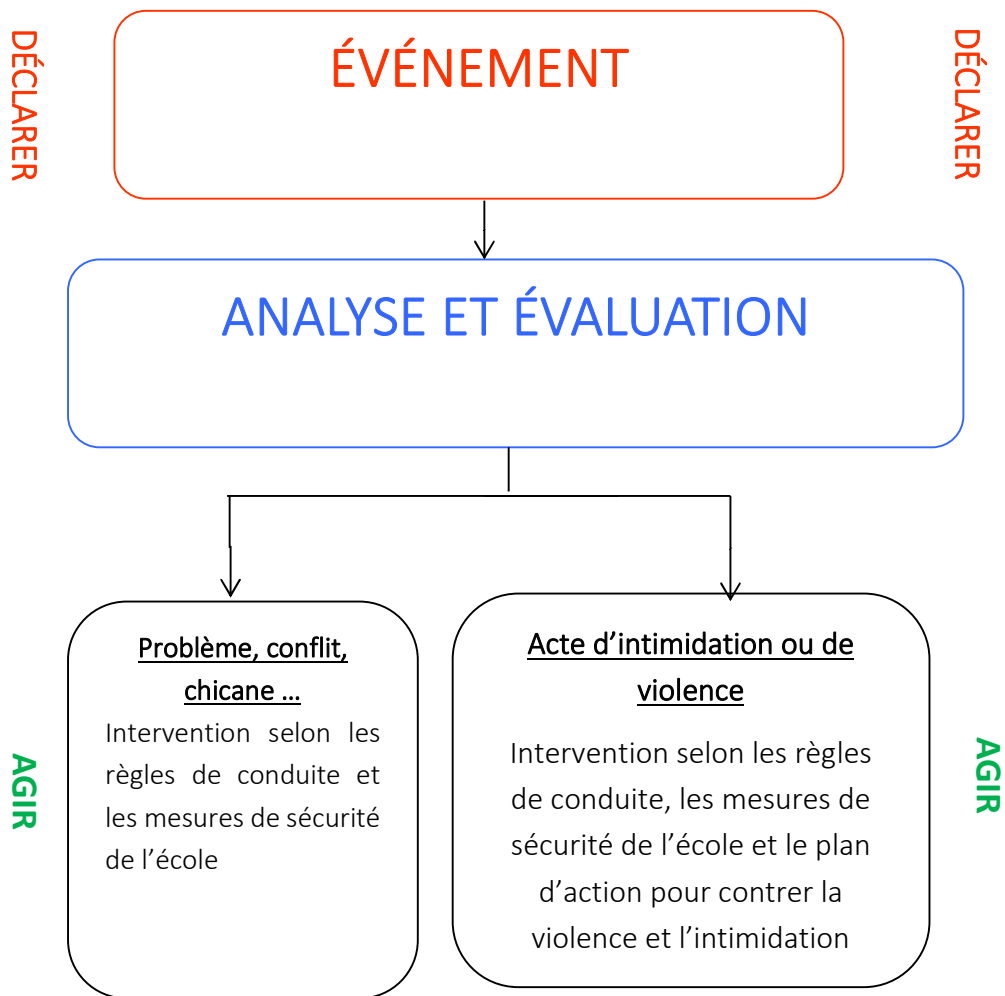 DÉCLARER
ÉVÉNEMENT
DÉCLARER
ANALYSE ET ÉVALUATION
Problème, conflit,
chicane ...
Intervention selon les
règles de conduite et
les mesures de sécurité
de l’école
Acte d’intimidation ou de
violence
Intervention selon les règles
de conduite, les mesures de
sécurité de l’école et le plan
d’action pour contrer la
violence et l’intimidation
AGIR
AGIR